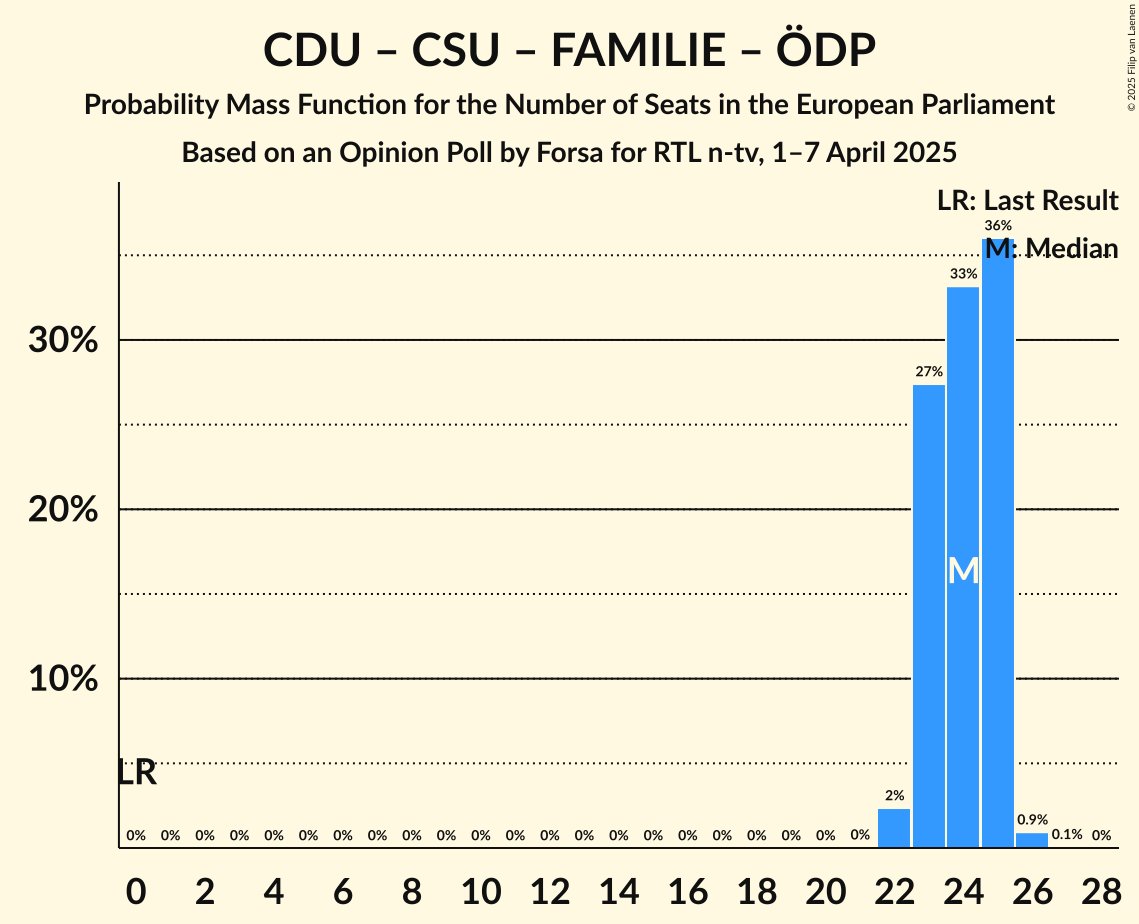 CDU – CSU – FAMILIE – ÖDP
Probability Mass Function for the Number of Seats in the European Parliament
Based on an Opinion Poll by Forsa for RTL n-tv, 1–7 April 2025
© 2025 Filip van Laenen
LR: Last Result
M: Median
36%
33%
30%
27%
20%
M
10%
LR
2%
0.9%
0% 0% 0% 0% 0% 0% 0% 0% 0% 0% 0% 0% 0% 0% 0% 0% 0% 0% 0% 0% 0% 0% 0.1% 0%
0 2 4 6 8 10 12 14 16 18 20 22 24 26 28